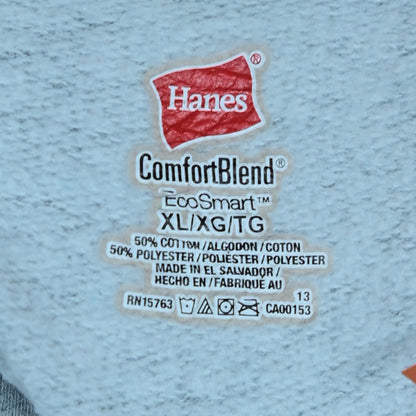 Hanes®
ComfortBlend®
EcoSmart™
XL/XG/TG
50% COTTON/ALGODON/COTON
50% POLYESTER/POLIÉSTER/POLYESTER
MADE IN EL SALVADOR/
HECHO EN/FABRIQUÉ AU
13
RN15763 CA00153